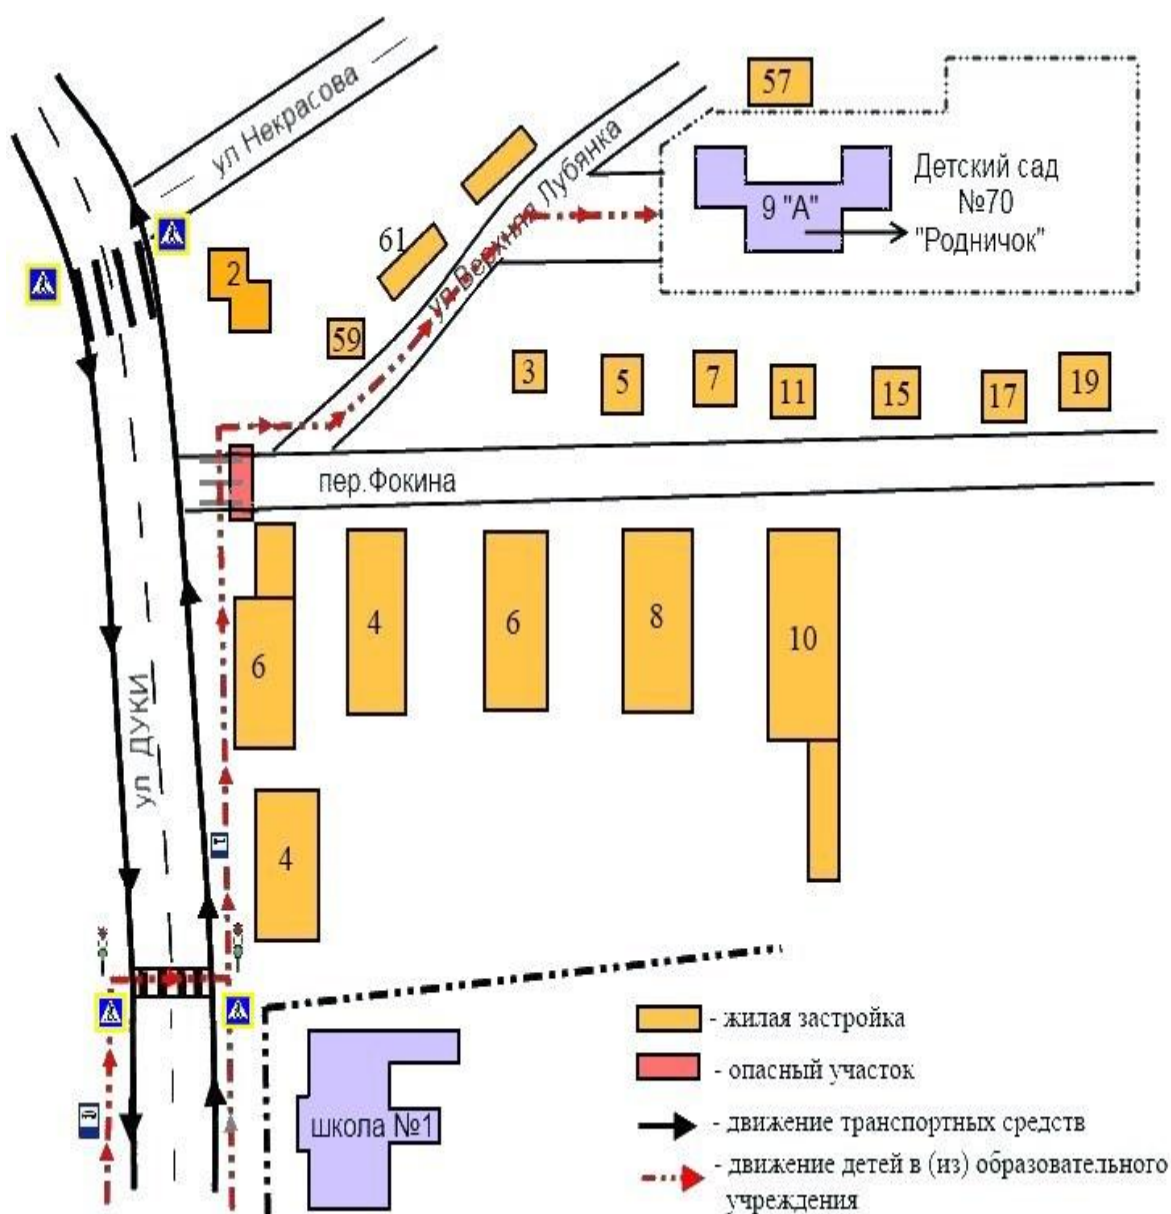 ул Некрасова
57
ул Верхняя Лубянка
Детский сад
№70
"Родничок"
9 "А"
61
2
59
3
5
7
11
15
17
19
пер.Фокина
4
6
8
10
6
ул ДУКИ
4
школа №1
- жилая застройка
- опасный участок
- движение транспортных средств
- движение детей в (из) образовательного
учреждения